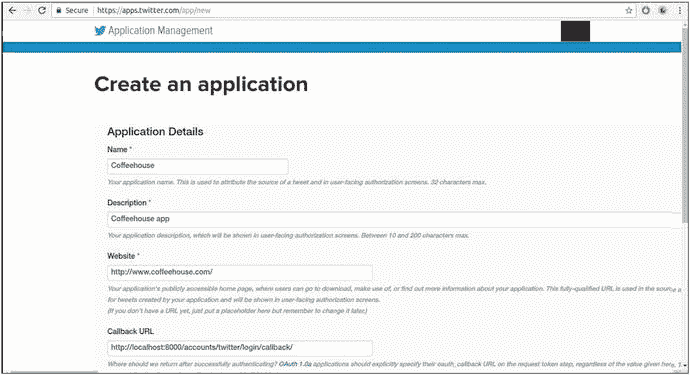 Secure https://apps.twitter.com/app/new
Application Management
Create an application
Application Details
Name *
Coffeehouse
Your application name. This is used to attribute the source of a tweet and in user-facing authorization screens. 32 characters max.
Description *
Coffeehouse app
Your application description, which will be shown in user-facing authorization screens. Between 10 and 200 characters max.
Website *
http://www.coffeehouse.com/
Your application's publicly accessible home page, where users can go to download, make use of, or find out more information about your application. This fully-qualified URL is used in the source a
for tweets created by your application and will be shown in user-facing authorization screens.
(If you don't have a URL yet, just put a placeholder here but remember to change it later.)
Callback URL
http://localhost:8000/accounts/twitter/login/callback/
Where should we return after successfully authenticating? OAuth 1.0a applications should explicitly specify their oauth_callback URL on the request token step, regardless of the value given here.